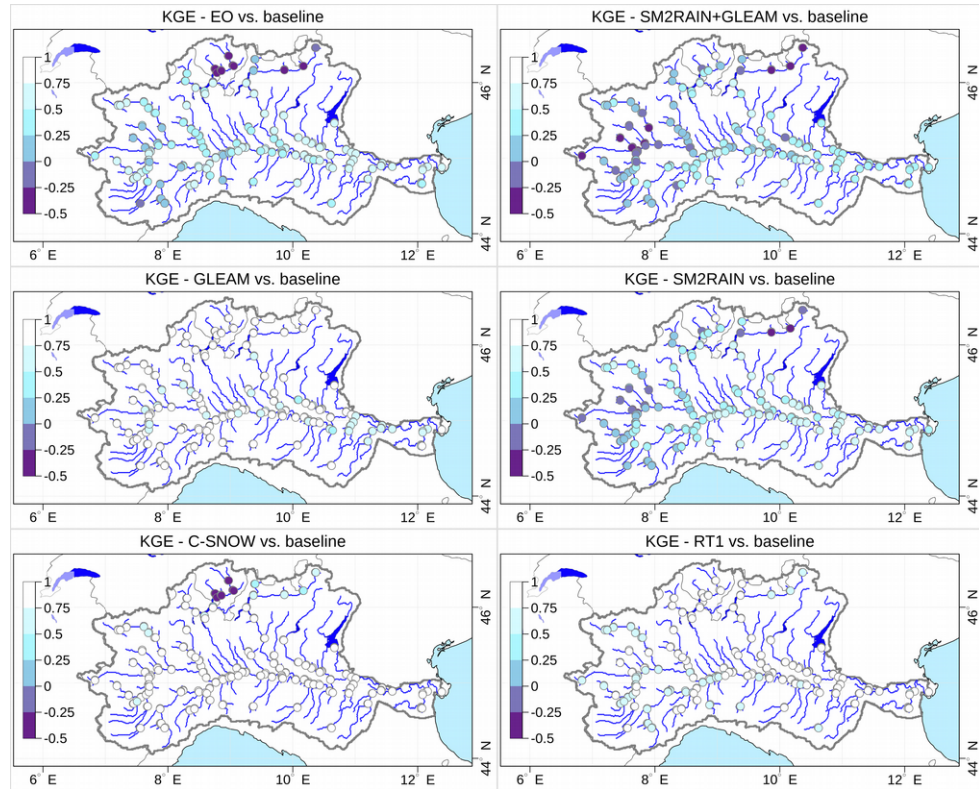 KGE - EO vs. baseline
1
0.75
0.5
0.25
0
-0.25
-0.5
46° N
44° N
6° E 8° E 10° E 12° E
KGE - SM2RAIN+GLEAM vs. baseline
1
0.75
0.5
0.25
0
-0.25
-0.5
46° N
44° N
6° E 8° E 10° E 12° E
KGE - GLEAM vs. baseline
1
0.75
0.5
0.25
0
-0.25
-0.5
46° N
44° N
6° E 8° E 10° E 12° E
KGE - SM2RAIN vs. baseline
1
0.75
0.5
0.25
0
-0.25
-0.5
46° N
44° N
6° E 8° E 10° E 12° E
KGE - C-SNOW vs. baseline
1
0.75
0.5
0.25
0
-0.25
-0.5
46° N
44° N
6° E 8° E 10° E 12° E
KGE - RT1 vs. baseline
1
0.75
0.5
0.25
0
-0.25
-0.5
46° N
44° N
6° E 8° E 10° E 12° E